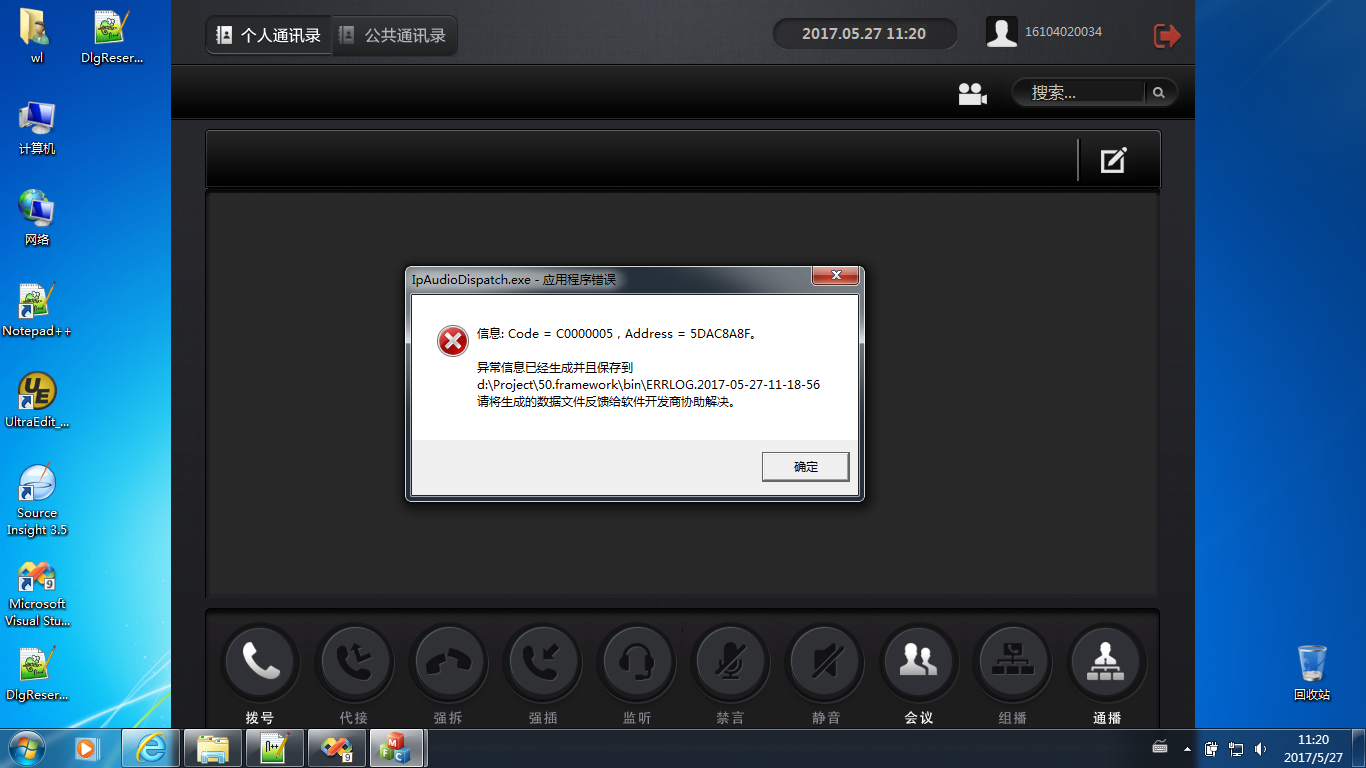 wl
DlgReser...
计算机
网络
Notepad++
UltraEdit_...
Source
Insight 3.5
Microsoft
Visual Stu...
DlgReser...
个人通讯录
公共通讯录
2017.05.27 11:20
16104020034
搜索...
IpAudioDispatch.exe - 应用程序错误
信息: Code = C0000005，Address = 5DAC8A8F。
异常信息已经生成并且保存到
d:\Project\50.framework\bin\ERRLOG.2017-05-27-11-18-56
请将生成的数据文件反馈给软件开发商协助解决。
确定
拨号
代接
强拆
强插
监听
禁言
静音
会议
组播
通播
回收站
11:20
2017/5/27